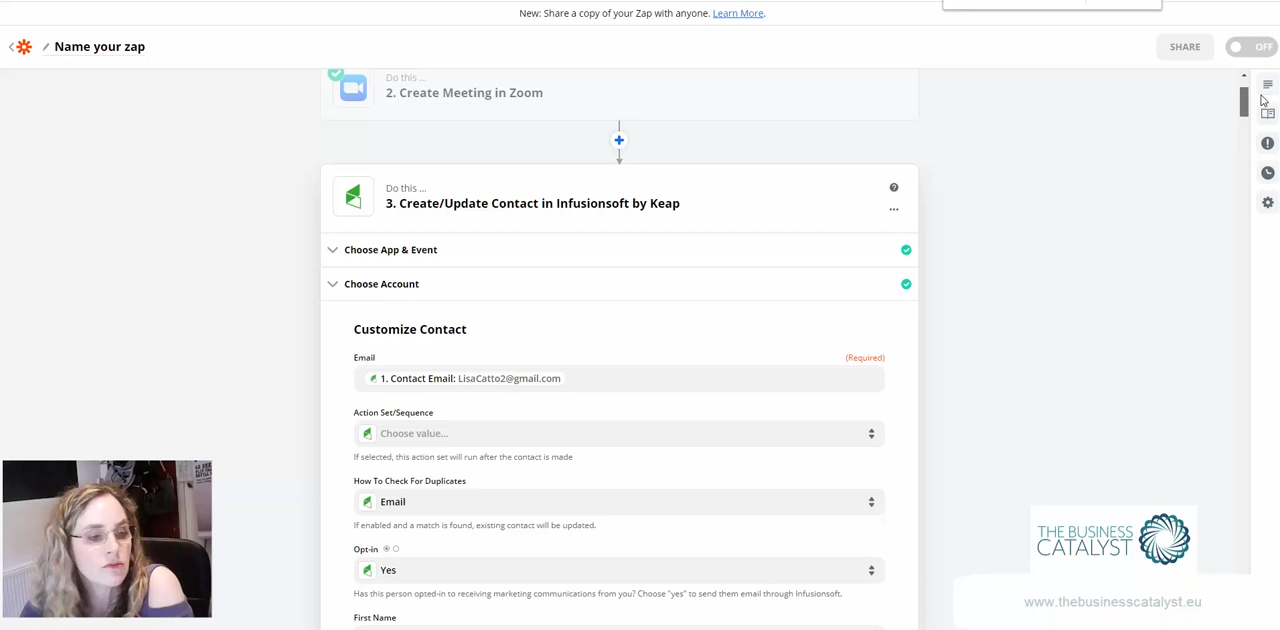 New: Share a copy of your Zap with anyone. Learn More.
Name your zap
SHARE
OFF
Do this ...
2. Create Meeting in Zoom
Do this ...
3. Create/Update Contact in Infusionsoft by Keap
Choose App & Event
Choose Account
Customize Contact
Email
(Required)
1. Contact Email: LisaCatto2@gmail.com
Action Set/Sequence
Choose value...
If selected, this action set will run after the contact is made
How To Check For Duplicates
Email
If enabled and a match is found, existing contact will be updated.
Opt-in
Yes
Has this person opted-in to receiving marketing communications from you? Choose "yes" to send them email through Infusionsoft.
First Name
THE BUSINESS
CATALYST
www.thebusinesscatalyst.eu